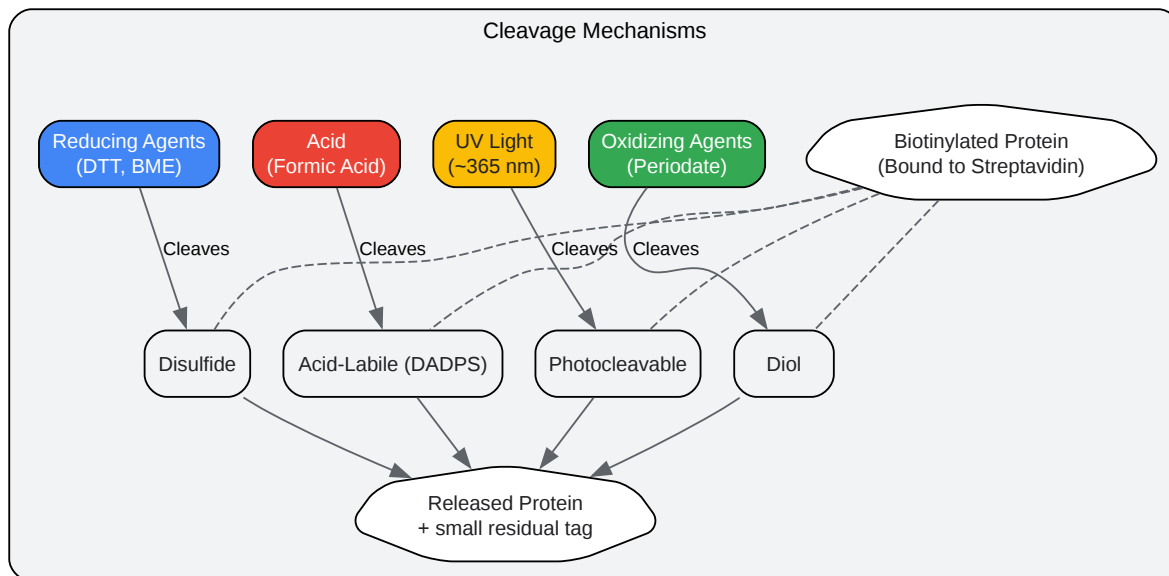 Cleavage Mechanisms
Reducing Agents
(DTT, BME)
Acid
(Formic Acid)
UV Light
(~365 nm)
Oxidizing Agents
(Periodate)
Biotinylated Protein
(Bound to Streptavidin)
Cleaves
Cleaves
Cleaves
Cleaves
Disulfide
Acid-Labile (DADPS)
Photocleavable
Diol
Released Protein
+ small residual tag